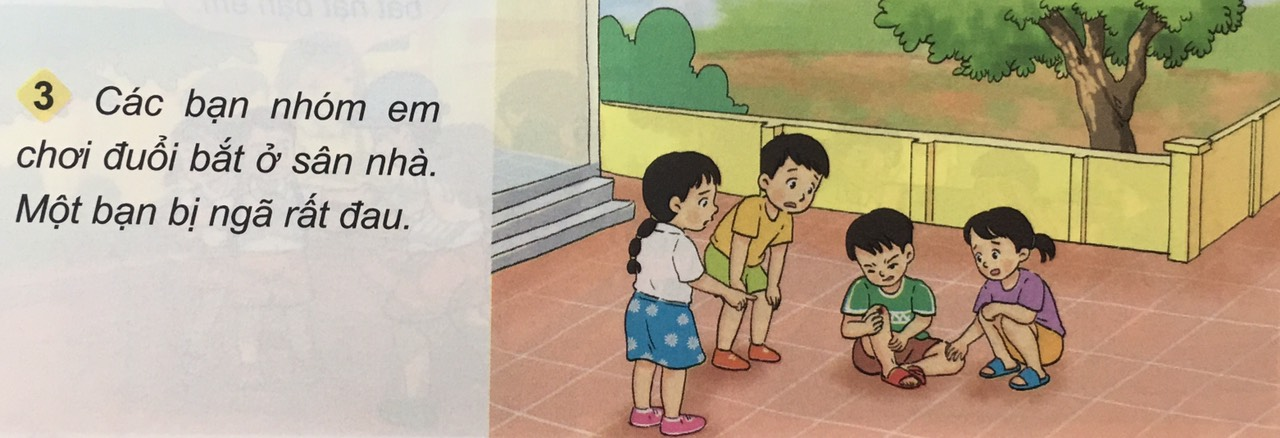 3 Các bạn nhóm em
chơi đuổi bắt ở sân nhà.
Một bạn bị ngã rất đau.